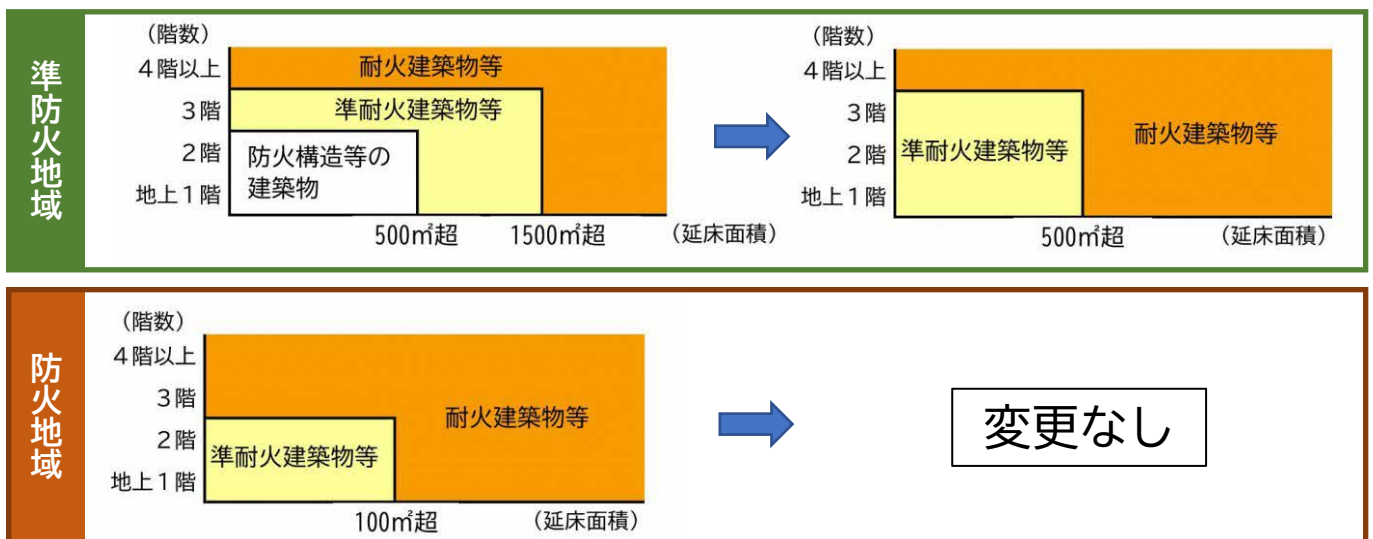 準防火地域
（階数）
４階以上
３階
２階
地上１階
耐火建築物等
準耐火建築物等
防火構造等の
建築物
500㎡超
1500㎡超
（延床面積）
（階数）
４階以上
３階
２階
地上１階
準耐火建築物等
耐火建築物等
500㎡超
（延床面積）
防火地域
（階数）
４階以上
３階
２階
地上１階
耐火建築物等
準耐火建築物等
100㎡超
（延床面積）
変更なし